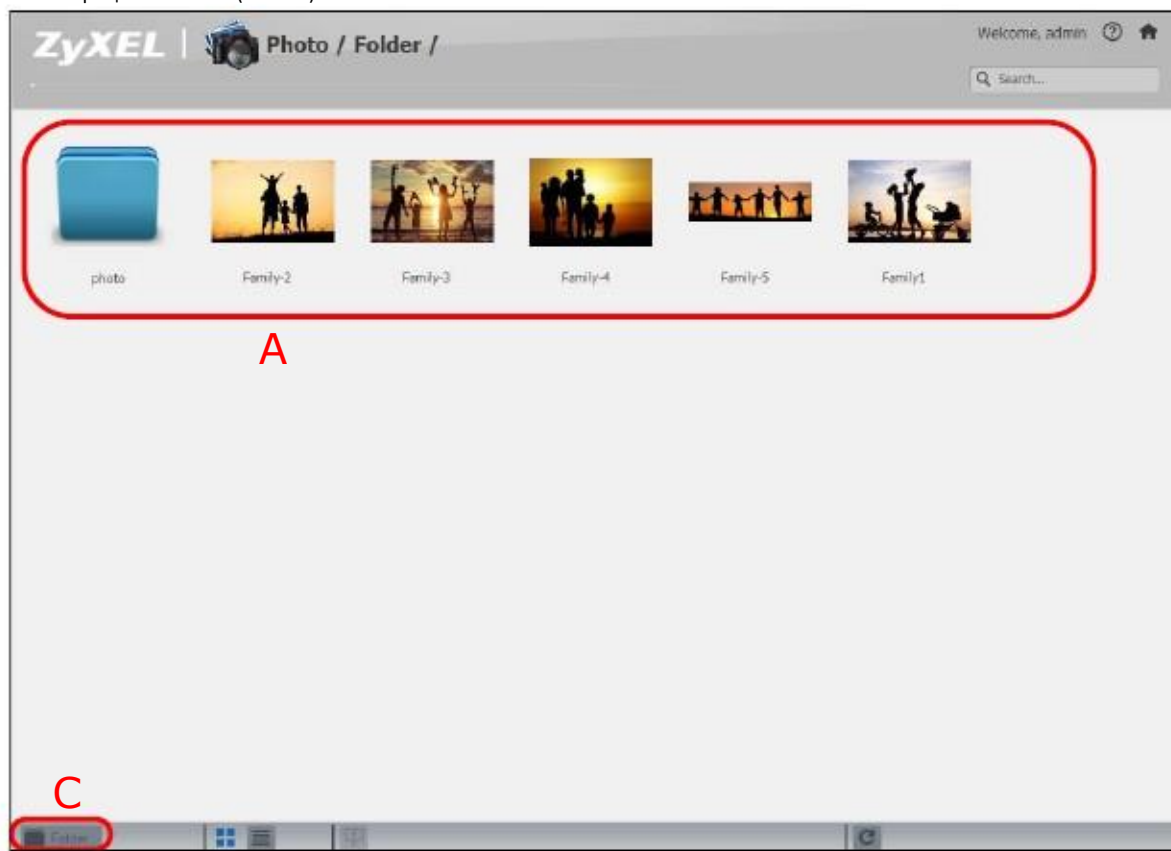 ZyXEL
Photo / Folder /
Welcome, admin
Search...
photo
Family-2
Family-3
Family-4
Family-5
Family1
A
C
Folder